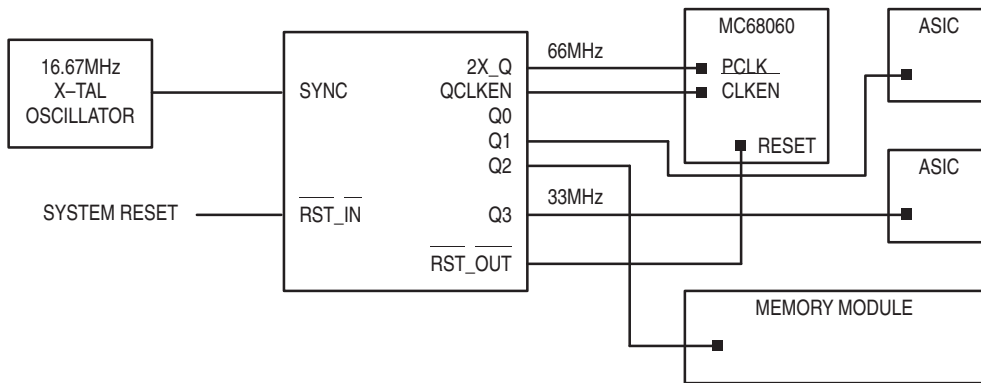 16.67MHz
X–TAL
OSCILLATOR
SYSTEM RESET
SYNC
RST_IN
2X_Q
QCLKEN
Q0
Q1
Q2
Q3
RST_OUT
66MHz
33MHz
MC68060
PCLK
CLKEN
RESET
ASIC
ASIC
MEMORY MODULE